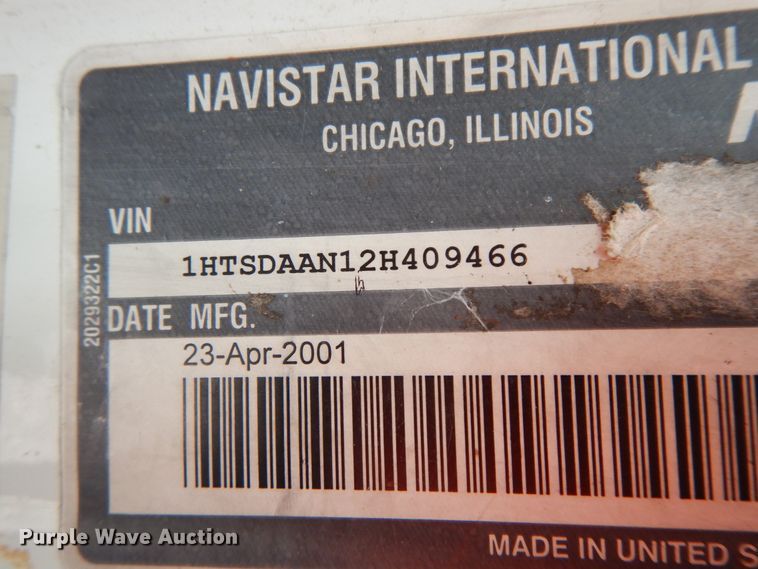 NAVISTAR INTERNATIONAL
CHICAGO, ILLINOIS
VIN
1HTSDAAN12H409466
2029322C1
DATE MFG.
23-Apr-2001
MADE IN UNITED S
Purple Wave Auction